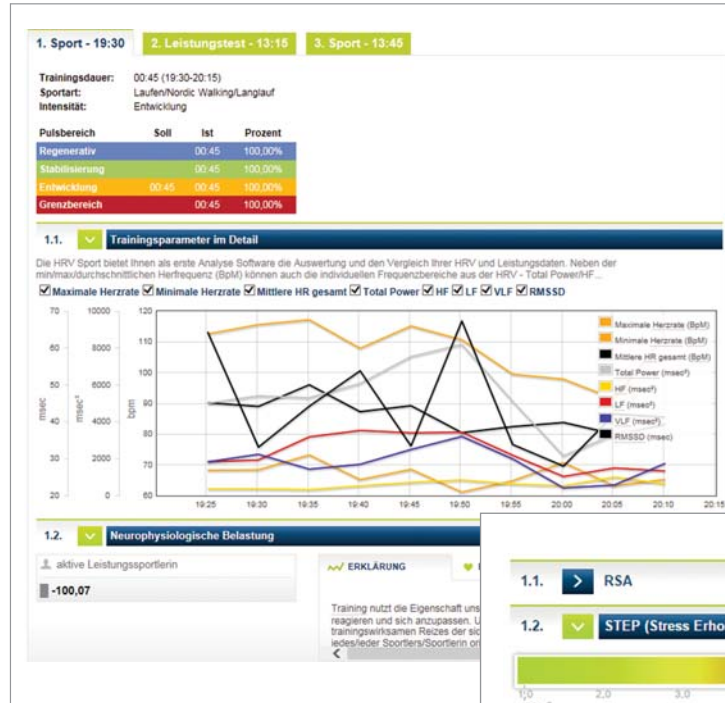 1. Sport - 19:30
2. Leistungstest - 13:15
3. Sport - 13:45
Trainingsdauer: 00:45 (19:30-20:15)
Sportart: Laufen/Nordic Walking/Langlauf
Intensität: Entwicklung
Pulsbereich Soll Ist Prozent
Regenerativ 00:45 100,00%
Stabilisierung 00:45 100,00%
Entwicklung 00:45 00:45 100,00%
Grenzbereich 00:45 100,00%
1.1. Trainingsparameter im Detail
Die HRV Sport bietet Ihnen als erste Analyse Software die Auswertung und den Vergleich Ihrer HRV und Leistungsdaten. Neben der
min/max/durchschnittlichen Herfrequenz (BpM) können auch die individuellen Frequenzbereiche aus der HRV - Total Power/HF...
Maximale Herzrate Minimale Herzrate Mittlere HR gesamt Total Power HF LF VLF RMSSD
70 10000 120
110
60 8000
100
50 6000
90
40 4000
80
30 2000
70
20 0 60
msec
msec²
bpm
Maximale Herzrate (BpM)
Minimale Herzrate (BpM)
Mittlere HR gesamt (BpM)
Total Power (msec²)
HF (msec²)
LF (msec²)
VLF (msec²)
RMSSD (msec)
19:25 19:30 19:35 19:40 19:45 19:50 19:55 20:00 20:05 20:10 20:15
1.2. Neurophysiologische Belastung
aktive Leistungssportlerin
-100,07
ERKLÄRUNG
Training nutzt die Eigenschaft uns
reagieren und sich anzupassen. U
trainingswirksamen Reizes der sic
jedes/jeder Sportlers/Sportlerin ori
1.1. RSA
1.2. STEP (Stress Erho
1,0 2,0 3,0